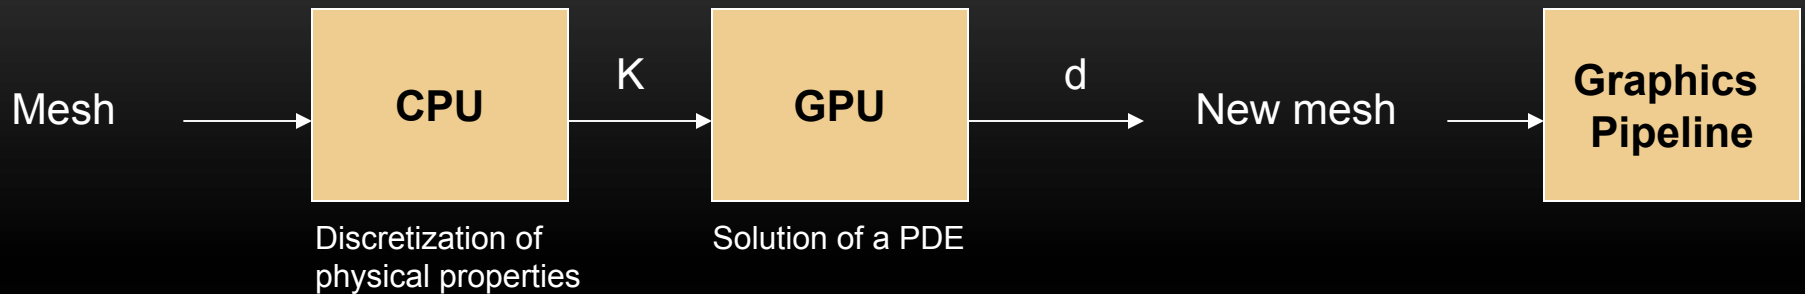 Mesh
CPU
K
GPU
d
New mesh
Graphics
Pipeline
Discretization of
physical properties
Solution of a PDE